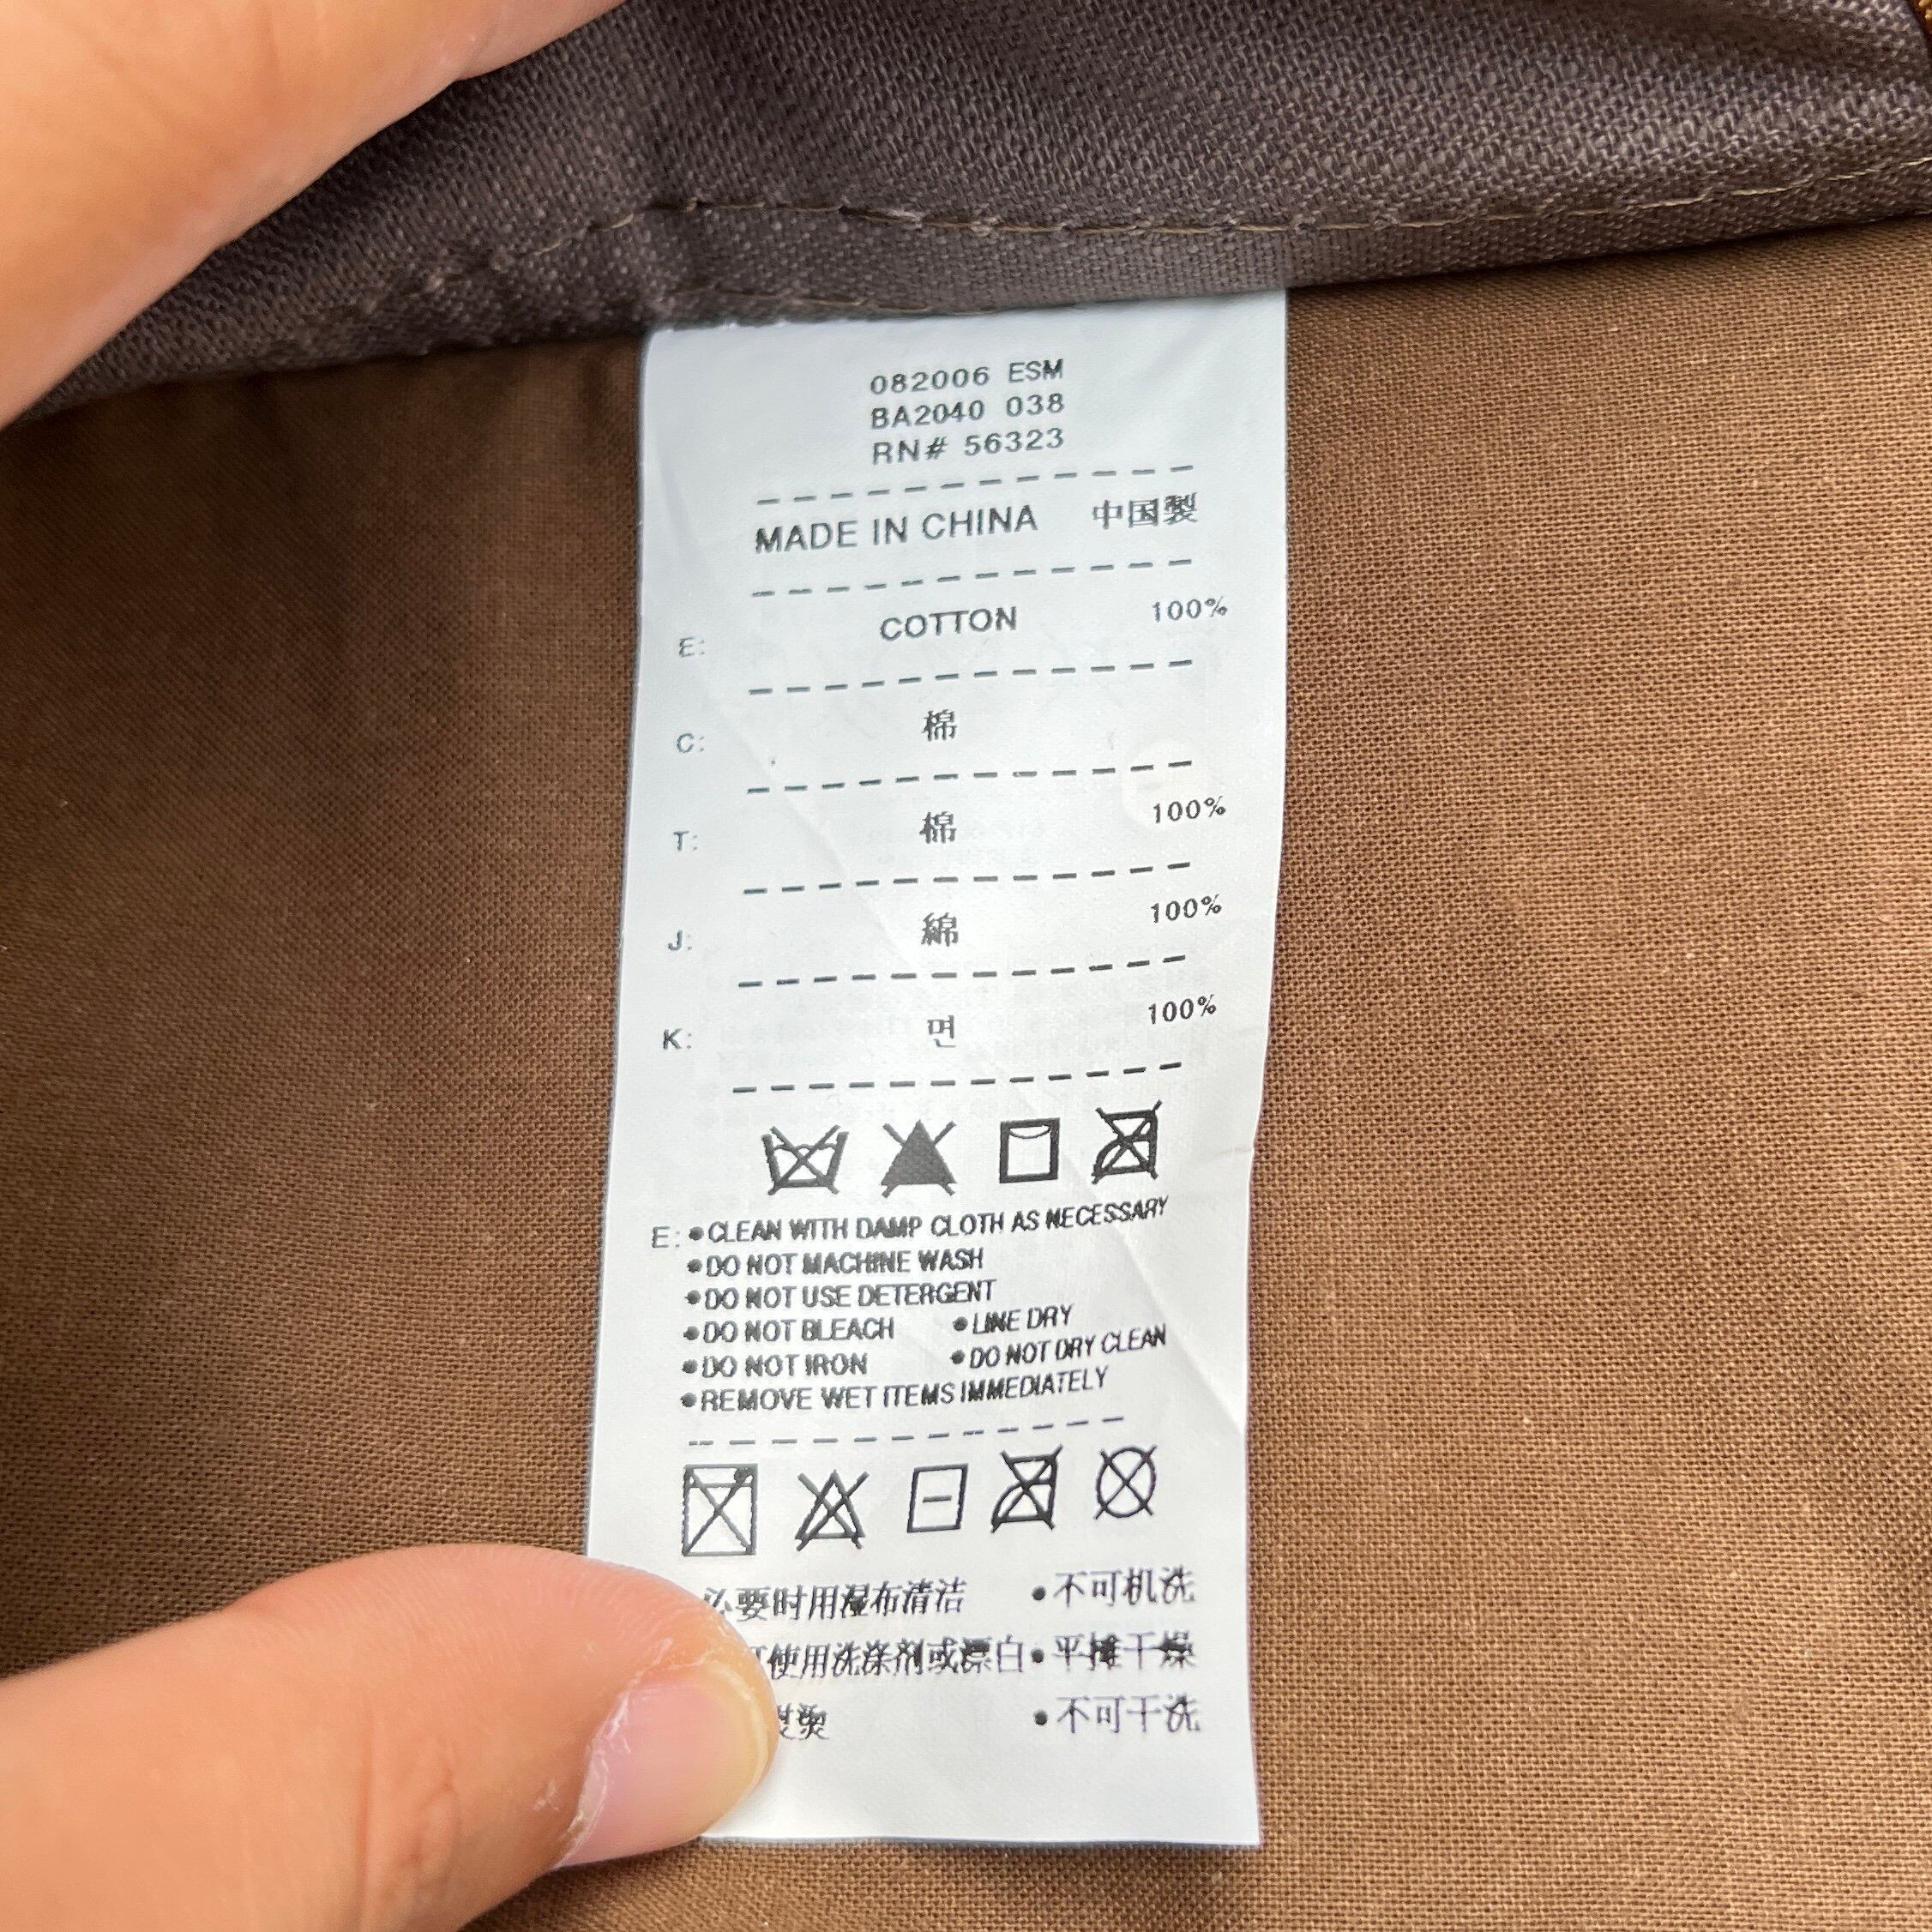 082006 ESM
BA2040 038
RN# 56323
MADE IN CHINA 中国製
E: COTTON 100%
C: 棉
T: 棉 100%
J: 綿 100%
K: 면 100%
E: •CLEAN WITH DAMP CLOTH AS NECESSARY
•DO NOT MACHINE WASH
•DO NOT USE DETERGENT
•DO NOT BLEACH •LINE DRY
•DO NOT IRON •DO NOT DRY CLEAN
•REMOVE WET ITEMS IMMEDIATELY
必要时用湿布清洁 •不可机洗
使用洗涤剂或漂白 •平摊干燥
烫 •不可干洗